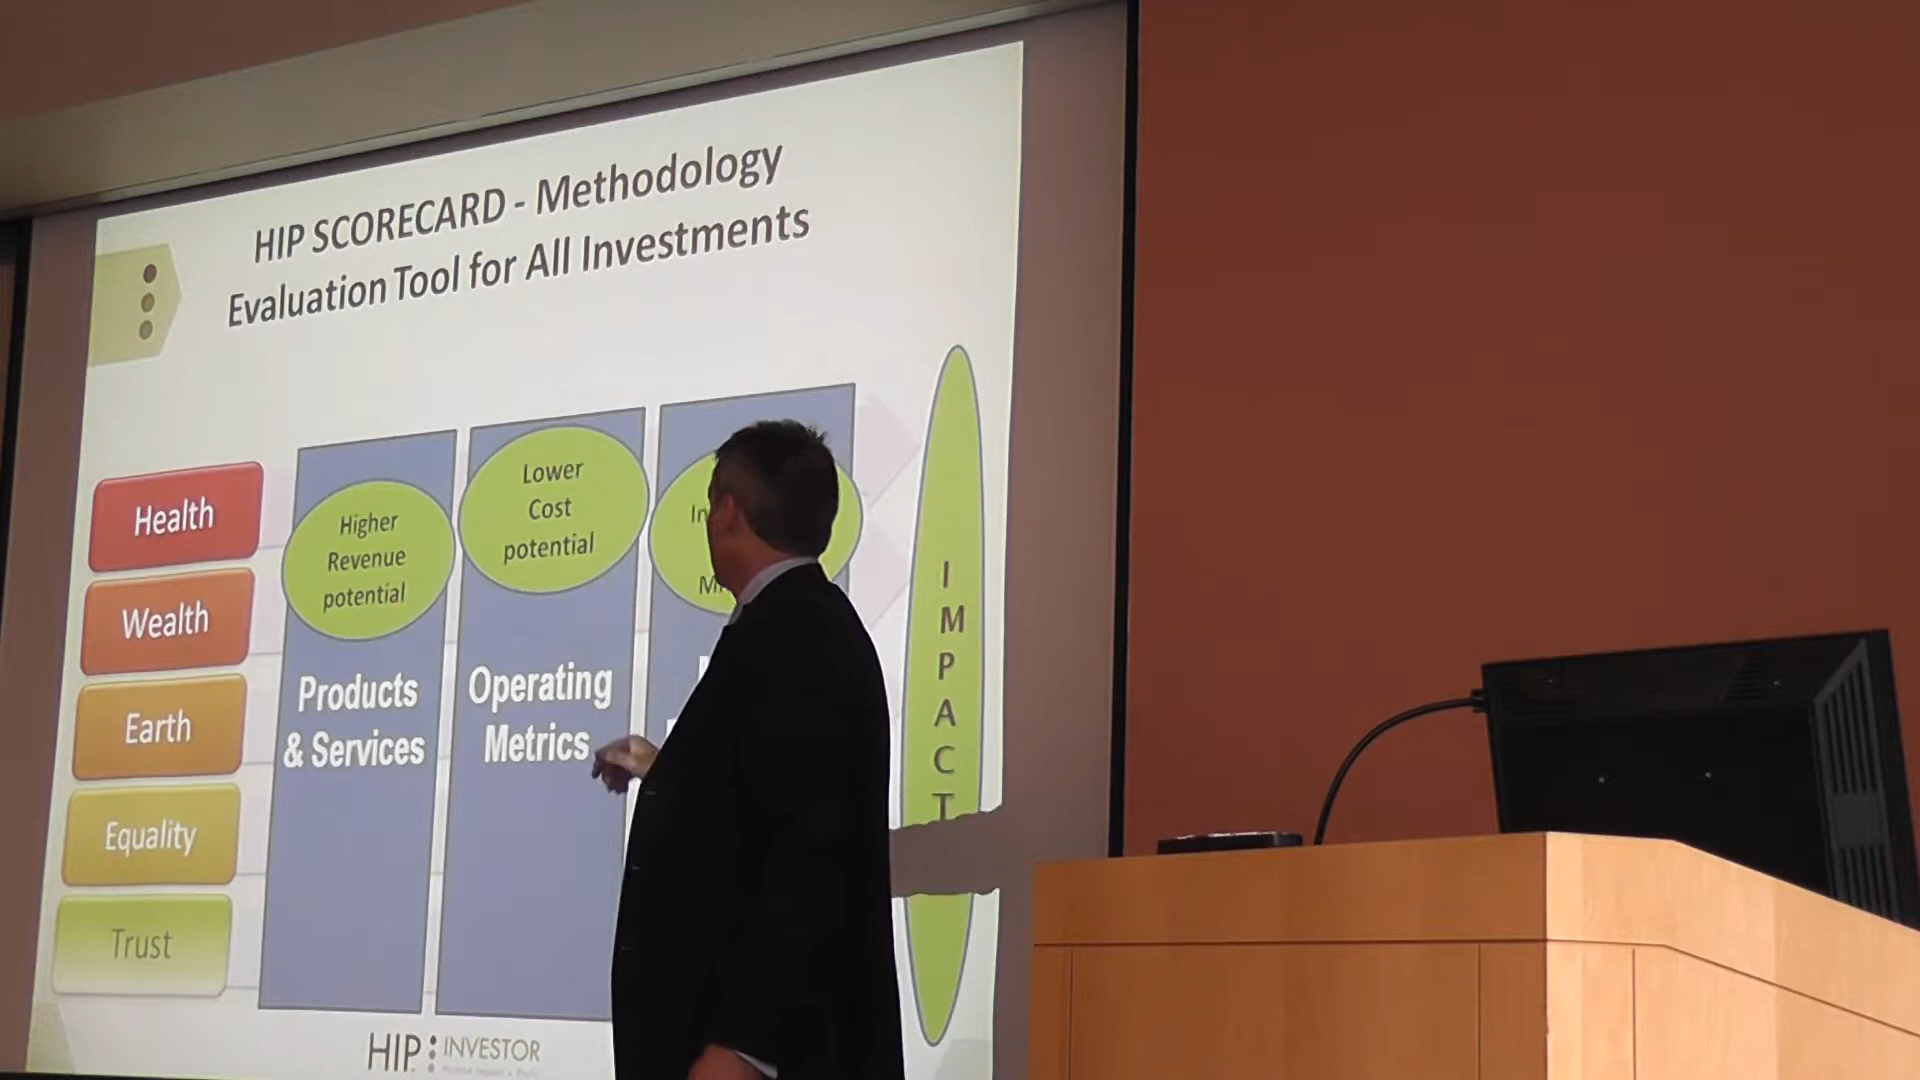 HIP SCORECARD - Methodology
Evaluation Tool for All Investments
Health
Wealth
Earth
Equality
Trust
Higher
Revenue
potential
Products
& Services
Lower
Cost
potential
Operating
Metrics
I
M
P
A
C
T
HIP INVESTOR